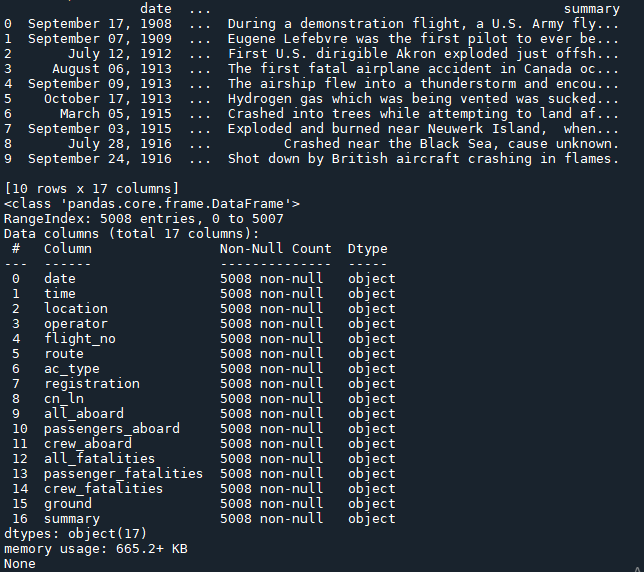 date  ...                                            summary
0  September 17, 1908  ...  During a demonstration flight, a U.S. Army fly...
1  September 07, 1909  ...  Eugene Lefebvre was the first pilot to ever be...
2       July 12, 1912  ...  First U.S. dirigible Akron exploded just offsh...
3     August 06, 1913  ...  The first fatal airplane accident in Canada oc...
4  September 09, 1913  ...  The airship flew into a thunderstorm and encou...
5    October 17, 1913  ...  Hydrogen gas which was being vented was sucked...
6      March 05, 1915  ...  Crashed into trees while attempting to land af...
7  September 03, 1915  ...  Exploded and burned near Neuwerk Island,  when...
8       July 28, 1916  ...         Crashed near the Black Sea, cause unknown.
9  September 24, 1916  ...  Shot down by British aircraft crashing in flames.
[10 rows x 17 columns]
<class 'pandas.core.frame.DataFrame'>
RangeIndex: 5008 entries, 0 to 5007
Data columns (total 17 columns):
 #   Column                Non-Null Count  Dtype
---  ------                --------------  -----
 0   date                  5008 non-null   object
 1   time                  5008 non-null   object
 2   location              5008 non-null   object
 3   operator              5008 non-null   object
 4   flight_no             5008 non-null   object
 5   route                 5008 non-null   object
 6   ac_type               5008 non-null   object
 7   registration          5008 non-null   object
 8   cn_ln                 5008 non-null   object
 9   all_aboard            5008 non-null   object
 10  passengers_aboard     5008 non-null   object
 11  crew_aboard           5008 non-null   object
 12  all_fatalities        5008 non-null   object
 13  passenger_fatalities  5008 non-null   object
 14  crew_fatalities       5008 non-null   object
 15  ground                5008 non-null   object
 16  summary               5008 non-null   object
dtypes: object(17)
memory usage: 665.2+ KB
None